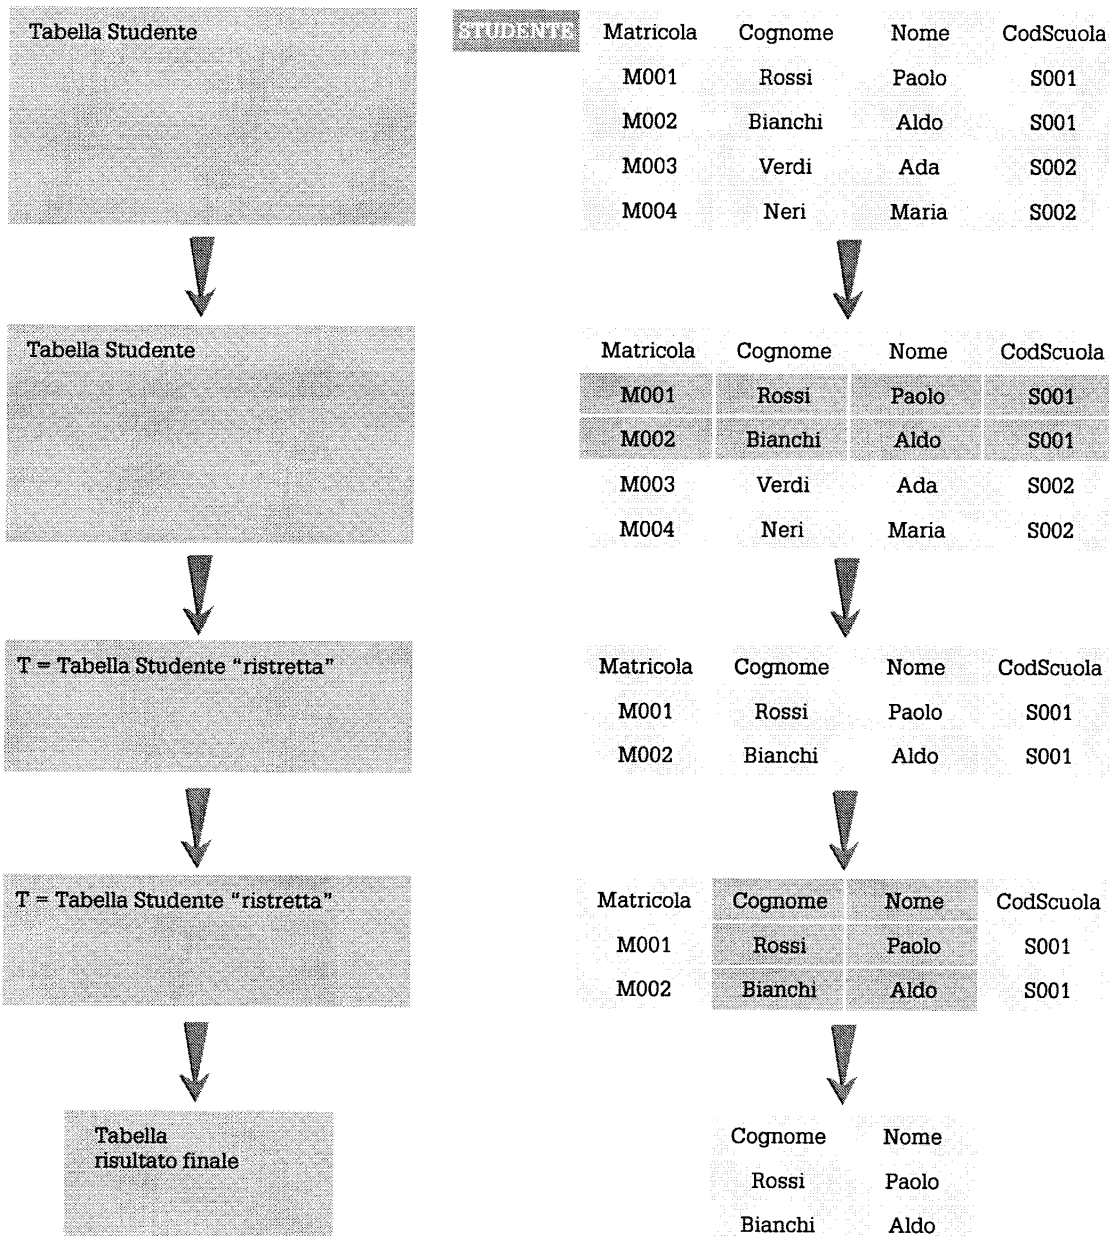 Tabella Studente
STUDENTE Matricola Cognome Nome CodScuola
M001 Rossi Paolo S001
M002 Bianchi Aldo S001
M003 Verdi Ada S002
M004 Neri Maria S002
Tabella Studente
Matricola Cognome Nome CodScuola
M001 Rossi Paolo S001
M002 Bianchi Aldo S001
M003 Verdi Ada S002
M004 Neri Maria S002
T = Tabella Studente “ristretta”
Matricola Cognome Nome CodScuola
M001 Rossi Paolo S001
M002 Bianchi Aldo S001
T = Tabella Studente “ristretta”
Matricola Cognome Nome CodScuola
M001 Rossi Paolo S001
M002 Bianchi Aldo S001
Tabella
risultato finale
Cognome Nome
Rossi Paolo
Bianchi Aldo